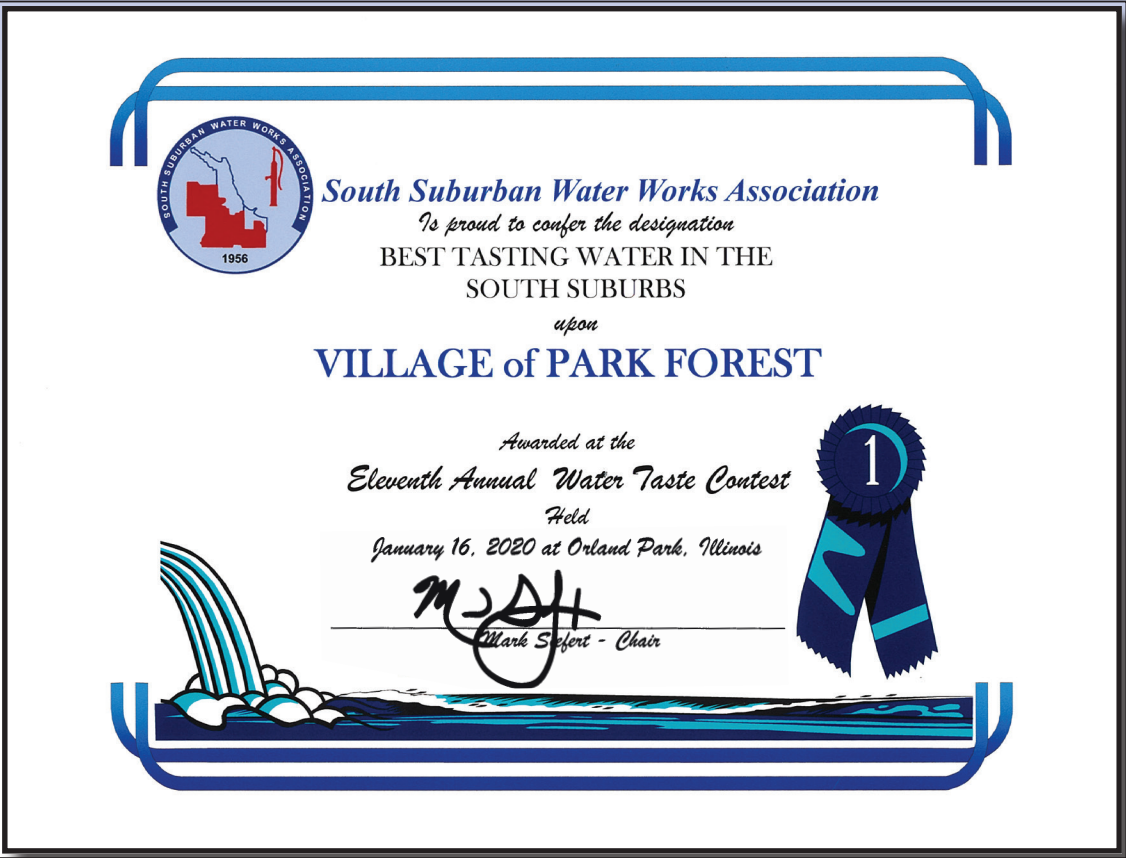 SOUTH SUBURBAN WATER WORKS ASSOCIATION
1956
South Suburban Water Works Association
Is proud to confer the designation
BEST TASTING WATER IN THE
SOUTH SUBURBS
upon
VILLAGE of PARK FOREST
Awarded at the
Eleventh Annual Water Taste Contest
Held
January 16, 2020 at Orland Park, Illinois
Mark Siefert - Chair
1